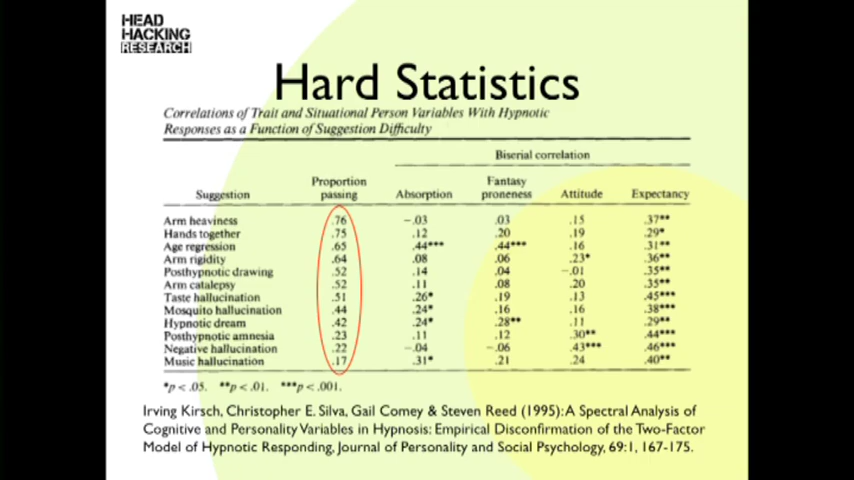 HEAD
HACKING
RESEARCH
Hard Statistics
Correlations of Trait and Situational Person Variables With Hypnotic
Responses as a Function of Suggestion Difficulty
Biserial correlation
Suggestion Proportion passing Absorption Fantasy proneness Attitude Expectancy
Arm heaviness .76 −.03 .03 .15 .37**
Hands together .75 .12 .20 .19 .29*
Age regression .65 .44*** .44*** .16 .31**
Arm rigidity .64 .08 .06 .23* .36**
Posthypnotic drawing .52 .14 .04 −.01 .35**
Arm catalepsy .52 .11 .08 .20 .35**
Taste hallucination .51 .26* .19 .13 .45***
Mosquito hallucination .44 .24* .16 .16 .38***
Hypnotic dream .42 .24* .28** .11 .29**
Posthypnotic amnesia .23 .11 .12 .30** .44***
Negative hallucination .22 −.04 −.06 .43*** .46***
Music hallucination .17 .31* .21 .24 .40**
*p < .05. **p < .01. ***p < .001.
Irving Kirsch, Christopher E. Silva, Gail Comey & Steven Reed (1995): A Spectral Analysis of
Cognitive and Personality Variables in Hypnosis: Empirical Disconfirmation of the Two-Factor
Model of Hypnotic Responding, Journal of Personality and Social Psychology, 69:1, 167-175.